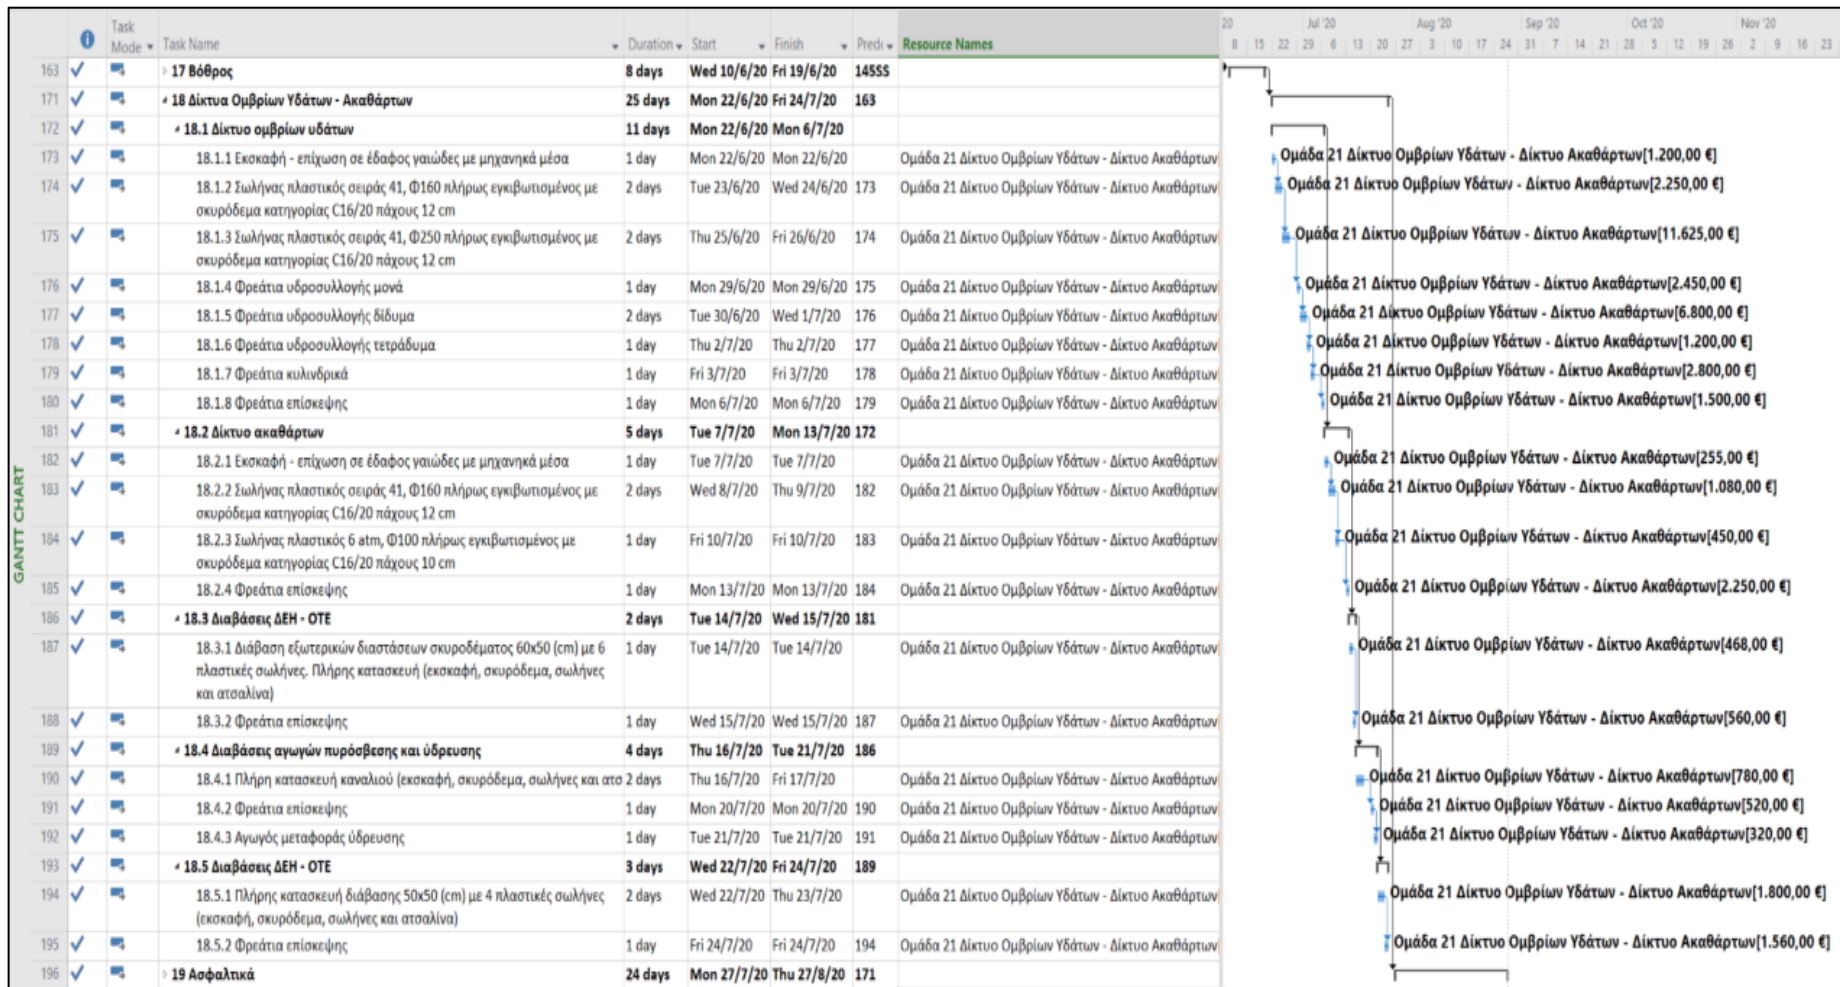 20 Jul '20 Aug '20 Sep '20 Oct '20 Nov '20
Task Mode Task Name Duration Start Finish Pred Resource Names 8 15 22 29 6 13 20 27 3 10 17 24 31 7 14 21 28 5 12 19 26 2 9 16 23
GANTT CHART
163 17 Βόθρος 8 days Wed 10/6/20 Fri 19/6/20 145SS
171 18 Δίκτυα Ομβρίων Υδάτων - Ακαθάρτων 25 days Mon 22/6/20 Fri 24/7/20 163
172 18.1 Δίκτυο ομβρίων υδάτων 11 days Mon 22/6/20 Mon 6/7/20
173 18.1.1 Εκσκαφή - επίχωση σε έδαφος γαιώδες με μηχανικά μέσα 1 day Mon 22/6/20 Mon 22/6/20 Ομάδα 21 Δίκτυο Ομβρίων Υδάτων - Δίκτυο Ακαθάρτων Ομάδα 21 Δίκτυο Ομβρίων Υδάτων - Δίκτυο Ακαθάρτων[1.200,00 €]
174 18.1.2 Σωλήνας πλαστικός σειράς 41, Φ160 πλήρως εγκιβωτισμένος με 2 days Tue 23/6/20 Wed 24/6/20 173 Ομάδα 21 Δίκτυο Ομβρίων Υδάτων - Δίκτυο Ακαθάρτων Ομάδα 21 Δίκτυο Ομβρίων Υδάτων - Δίκτυο Ακαθάρτων[2.250,00 €]
σκυρόδεμα κατηγορίας C16/20 πάχους 12 cm
175 18.1.3 Σωλήνας πλαστικός σειράς 41, Φ250 πλήρως εγκιβωτισμένος με 2 days Thu 25/6/20 Fri 26/6/20 174 Ομάδα 21 Δίκτυο Ομβρίων Υδάτων - Δίκτυο Ακαθάρτων Ομάδα 21 Δίκτυο Ομβρίων Υδάτων - Δίκτυο Ακαθάρτων[11.625,00 €]
σκυρόδεμα κατηγορίας C16/20 πάχους 12 cm
176 18.1.4 Φρεάτια υδροσυλλογής μονά 1 day Mon 29/6/20 Mon 29/6/20 175 Ομάδα 21 Δίκτυο Ομβρίων Υδάτων - Δίκτυο Ακαθάρτων Ομάδα 21 Δίκτυο Ομβρίων Υδάτων - Δίκτυο Ακαθάρτων[2.450,00 €]
177 18.1.5 Φρεάτια υδροσυλλογής δίδυμα 2 days Tue 30/6/20 Wed 1/7/20 176 Ομάδα 21 Δίκτυο Ομβρίων Υδάτων - Δίκτυο Ακαθάρτων Ομάδα 21 Δίκτυο Ομβρίων Υδάτων - Δίκτυο Ακαθάρτων[6.800,00 €]
178 18.1.6 Φρεάτια υδροσυλλογής τετράδυμα 1 day Thu 2/7/20 Thu 2/7/20 177 Ομάδα 21 Δίκτυο Ομβρίων Υδάτων - Δίκτυο Ακαθάρτων Ομάδα 21 Δίκτυο Ομβρίων Υδάτων - Δίκτυο Ακαθάρτων[1.200,00 €]
179 18.1.7 Φρεάτια κυλινδρικά 1 day Fri 3/7/20 Fri 3/7/20 178 Ομάδα 21 Δίκτυο Ομβρίων Υδάτων - Δίκτυο Ακαθάρτων Ομάδα 21 Δίκτυο Ομβρίων Υδάτων - Δίκτυο Ακαθάρτων[2.800,00 €]
180 18.1.8 Φρεάτια επίσκεψης 1 day Mon 6/7/20 Mon 6/7/20 179 Ομάδα 21 Δίκτυο Ομβρίων Υδάτων - Δίκτυο Ακαθάρτων Ομάδα 21 Δίκτυο Ομβρίων Υδάτων - Δίκτυο Ακαθάρτων[1.500,00 €]
181 18.2 Δίκτυο ακαθάρτων 5 days Tue 7/7/20 Mon 13/7/20 172
182 18.2.1 Εκσκαφή - επίχωση σε έδαφος γαιώδες με μηχανηκά μέσα 1 day Tue 7/7/20 Tue 7/7/20 Ομάδα 21 Δίκτυο Ομβρίων Υδάτων - Δίκτυο Ακαθάρτων Ομάδα 21 Δίκτυο Ομβρίων Υδάτων - Δίκτυο Ακαθάρτων[255,00 €]
183 18.2.2 Σωλήνας πλαστικός σειράς 41, Φ160 πλήρως εγκιβωτισμένος με 2 days Wed 8/7/20 Thu 9/7/20 182 Ομάδα 21 Δίκτυο Ομβρίων Υδάτων - Δίκτυο Ακαθάρτων Ομάδα 21 Δίκτυο Ομβρίων Υδάτων - Δίκτυο Ακαθάρτων[1.080,00 €]
σκυρόδεμα κατηγορίας C16/20 πάχους 12 cm
184 18.2.3 Σωλήνας πλαστικός 6 atm, Φ100 πλήρως εγκιβωτισμένος με 1 day Fri 10/7/20 Fri 10/7/20 183 Ομάδα 21 Δίκτυο Ομβρίων Υδάτων - Δίκτυο Ακαθάρτων Ομάδα 21 Δίκτυο Ομβρίων Υδάτων - Δίκτυο Ακαθάρτων[450,00 €]
σκυρόδεμα κατηγορίας C16/20 πάχους 10 cm
185 18.2.4 Φρεάτια επίσκεψης 1 day Mon 13/7/20 Mon 13/7/20 184 Ομάδα 21 Δίκτυο Ομβρίων Υδάτων - Δίκτυο Ακαθάρτων Ομάδα 21 Δίκτυο Ομβρίων Υδάτων - Δίκτυο Ακαθάρτων[2.250,00 €]
186 18.3 Διαβάσεις ΔΕΗ - ΟΤΕ 2 days Tue 14/7/20 Wed 15/7/20 181
187 18.3.1 Διάβαση εξωτερικών διαστάσεων σκυροδέματος 60x50 (cm) με 6 1 day Tue 14/7/20 Tue 14/7/20 Ομάδα 21 Δίκτυο Ομβρίων Υδάτων - Δίκτυο Ακαθάρτων Ομάδα 21 Δίκτυο Ομβρίων Υδάτων - Δίκτυο Ακαθάρτων[468,00 €]
πλαστικές σωλήνες. Πλήρης κατασκευή (εκσκαφή, σκυρόδεμα, σωλήνες
και ατσαλίνα)
188 18.3.2 Φρεάτια επίσκεψης 1 day Wed 15/7/20 Wed 15/7/20 187 Ομάδα 21 Δίκτυο Ομβρίων Υδάτων - Δίκτυο Ακαθάρτων Ομάδα 21 Δίκτυο Ομβρίων Υδάτων - Δίκτυο Ακαθάρτων[560,00 €]
189 18.4 Διαβάσεις αγωγών πυρόσβεσης και ύδρευσης 4 days Thu 16/7/20 Tue 21/7/20 186
190 18.4.1 Πλήρη κατασκευή καναλιού (εκσκαφή, σκυρόδεμα, σωλήνες και ατσ 2 days Thu 16/7/20 Fri 17/7/20 Ομάδα 21 Δίκτυο Ομβρίων Υδάτων - Δίκτυο Ακαθάρτων Ομάδα 21 Δίκτυο Ομβρίων Υδάτων - Δίκτυο Ακαθάρτων[780,00 €]
191 18.4.2 Φρεάτια επίσκεψης 1 day Mon 20/7/20 Mon 20/7/20 190 Ομάδα 21 Δίκτυο Ομβρίων Υδάτων - Δίκτυο Ακαθάρτων Ομάδα 21 Δίκτυο Ομβρίων Υδάτων - Δίκτυο Ακαθάρτων[520,00 €]
192 18.4.3 Αγωγός μεταφοράς ύδρευσης 1 day Tue 21/7/20 Tue 21/7/20 191 Ομάδα 21 Δίκτυο Ομβρίων Υδάτων - Δίκτυο Ακαθάρτων Ομάδα 21 Δίκτυο Ομβρίων Υδάτων - Δίκτυο Ακαθάρτων[320,00 €]
193 18.5 Διαβάσεις ΔΕΗ - ΟΤΕ 3 days Wed 22/7/20 Fri 24/7/20 189
194 18.5.1 Πλήρης κατασκευή διάβασης 50x50 (cm) με 4 πλαστικές σωλήνες 2 days Wed 22/7/20 Thu 23/7/20 Ομάδα 21 Δίκτυο Ομβρίων Υδάτων - Δίκτυο Ακαθάρτων Ομάδα 21 Δίκτυο Ομβρίων Υδάτων - Δίκτυο Ακαθάρτων[1.800,00 €]
(εκσκαφή, σκυρόδεμα, σωλήνες και ατσαλίνα)
195 18.5.2 Φρεάτια επίσκεψης 1 day Fri 24/7/20 Fri 24/7/20 194 Ομάδα 21 Δίκτυο Ομβρίων Υδάτων - Δίκτυο Ακαθάρτων Ομάδα 21 Δίκτυο Ομβρίων Υδάτων - Δίκτυο Ακαθάρτων[1.560,00 €]
196 19 Ασφαλτικά 24 days Mon 27/7/20 Thu 27/8/20 171